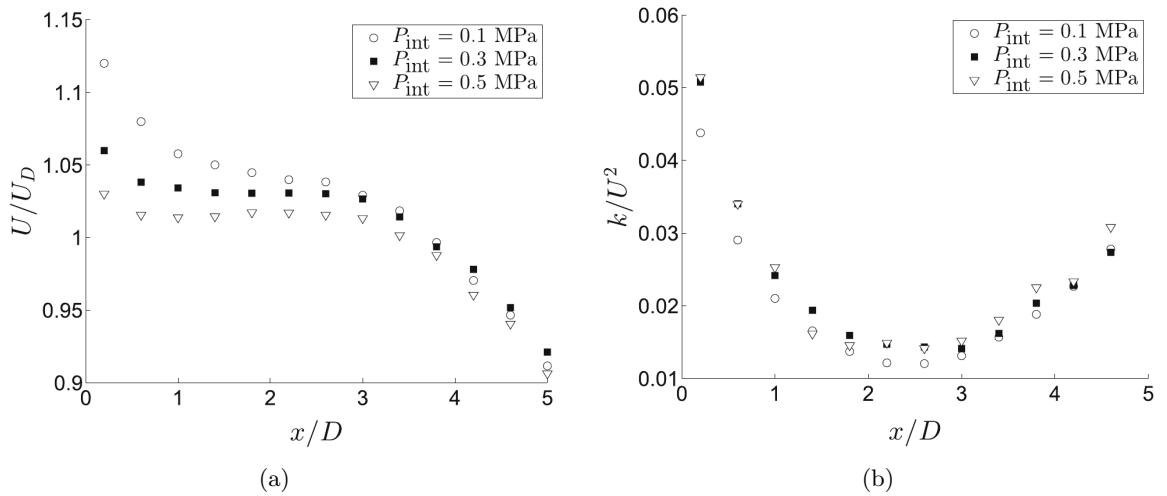 1.15
1.1
1.05
1
0.95
0.9
0
1
2
3
4
5
U/U_D
x/D
P_int = 0.1 MPa
P_int = 0.3 MPa
P_int = 0.5 MPa
(a)
0.06
0.05
0.04
0.03
0.02
0.01
0
1
2
3
4
5
k/U²
x/D
P_int = 0.1 MPa
P_int = 0.3 MPa
P_int = 0.5 MPa
(b)